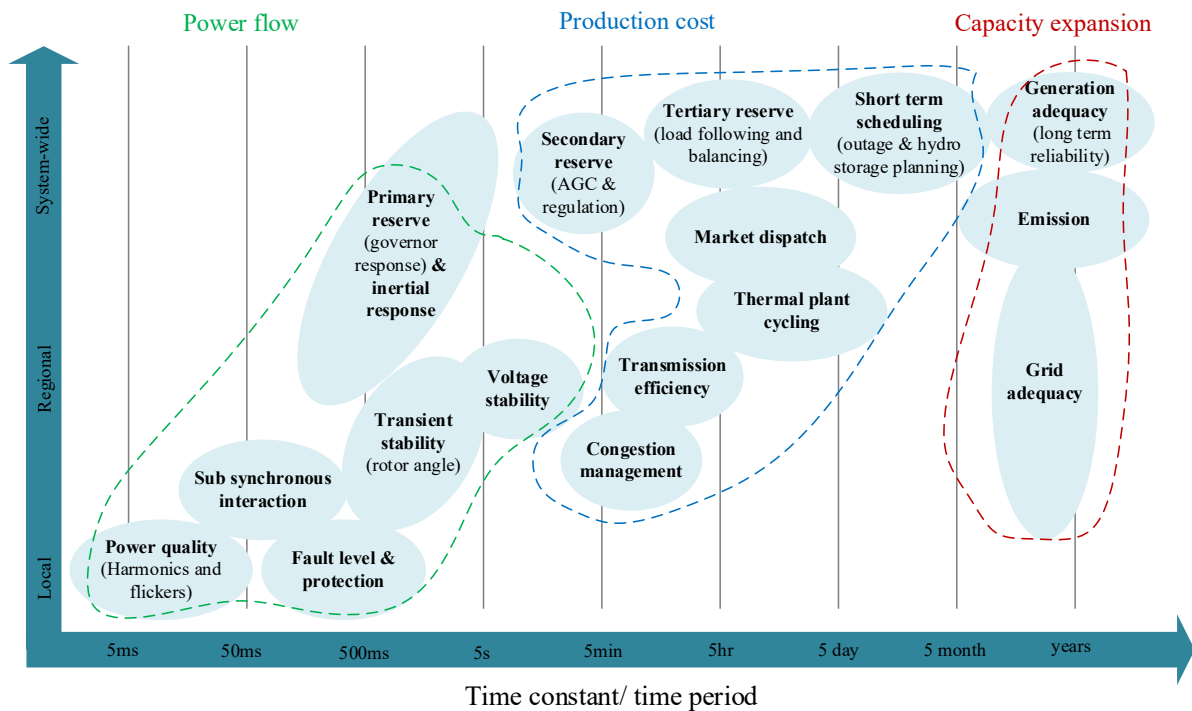 Power flow
Production cost
Capacity expansion
System-wide
Regional
Local
Primary
reserve
(governor
response) &
inertial
response
Secondary
reserve
(AGC &
regulation)
Tertiary reserve
(load following and
balancing)
Short term
scheduling
(outage & hydro
storage planning)
Generation
adequacy
(long term
reliability)
Market dispatch
Emission
Thermal plant
cycling
Voltage
stability
Transmission
efficiency
Grid
adequacy
Transient
stability
(rotor angle)
Congestion
management
Sub synchronous
interaction
Power quality
(Harmonics and
flickers)
Fault level &
protection
5ms
50ms
500ms
5s
5min
5hr
5 day
5 month
years
Time constant/ time period